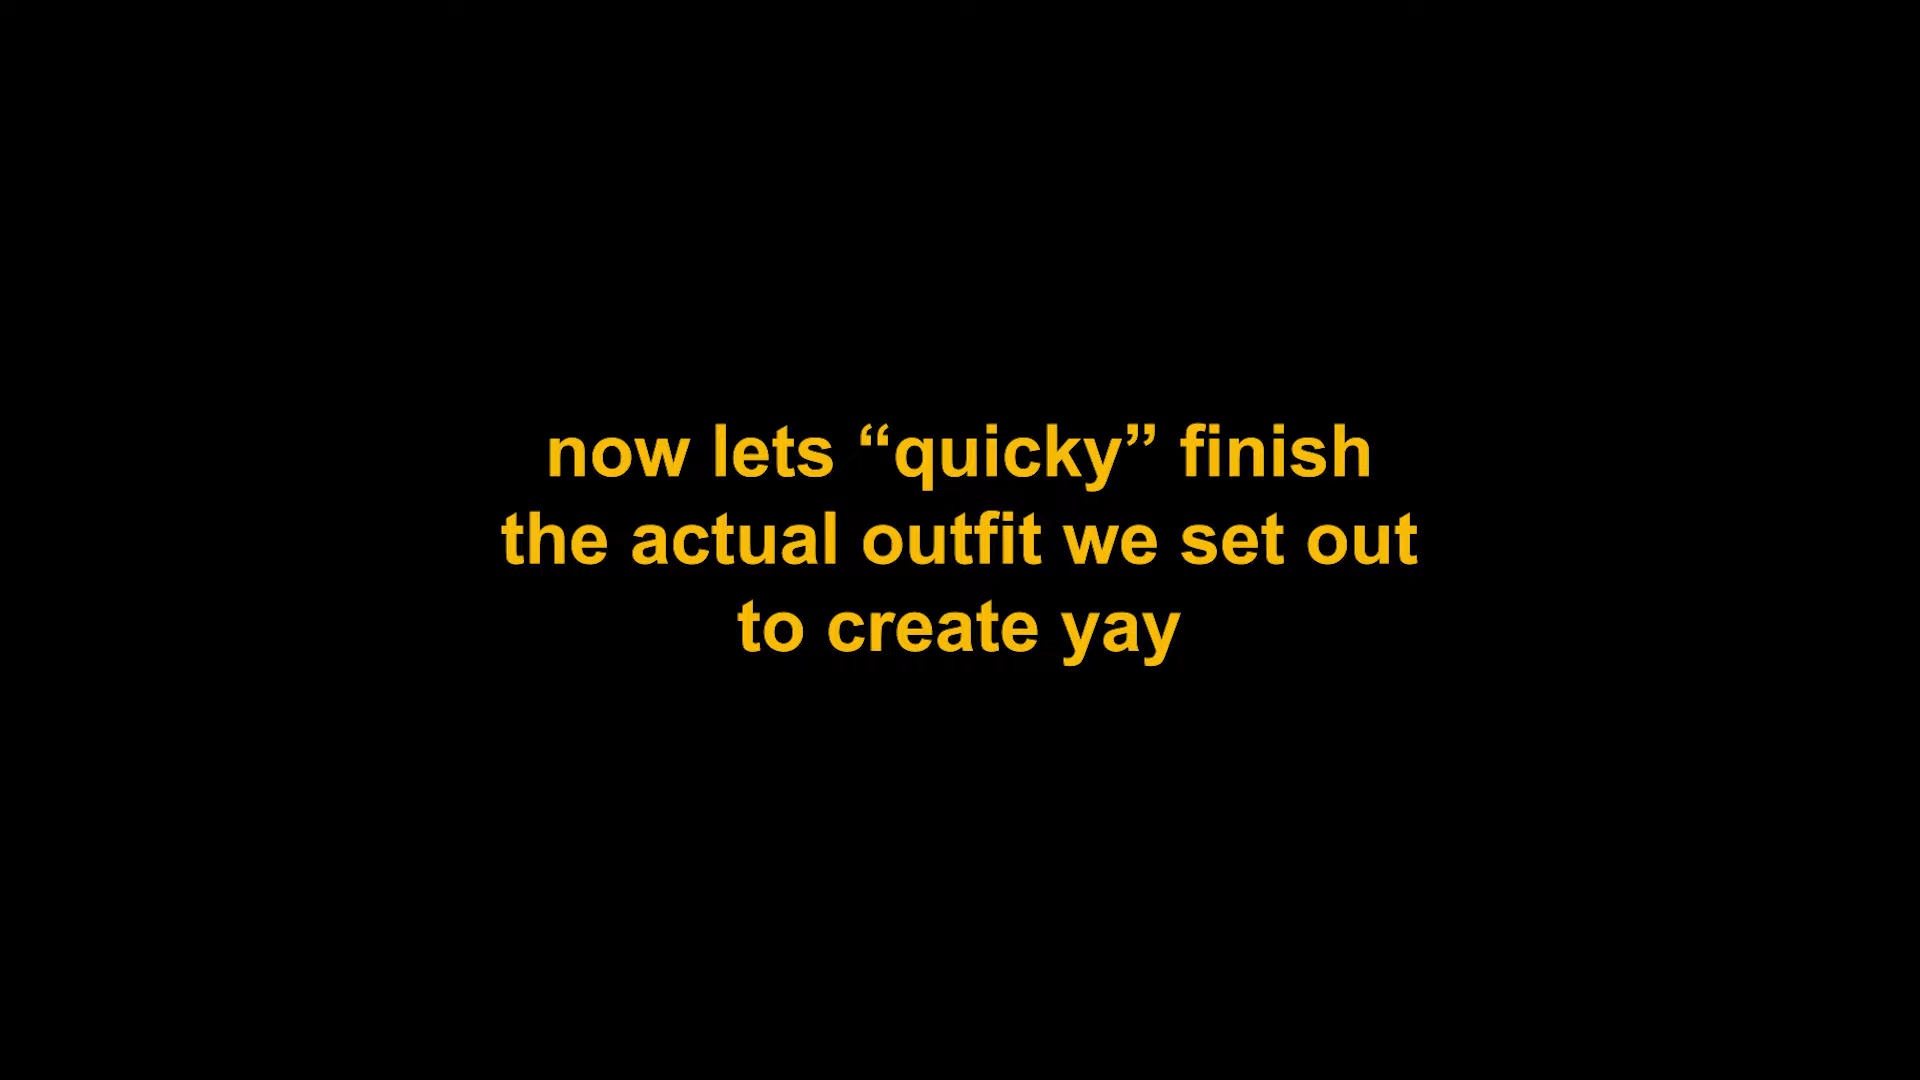 now lets “quicky” finish
the actual outfit we set out
to create yay